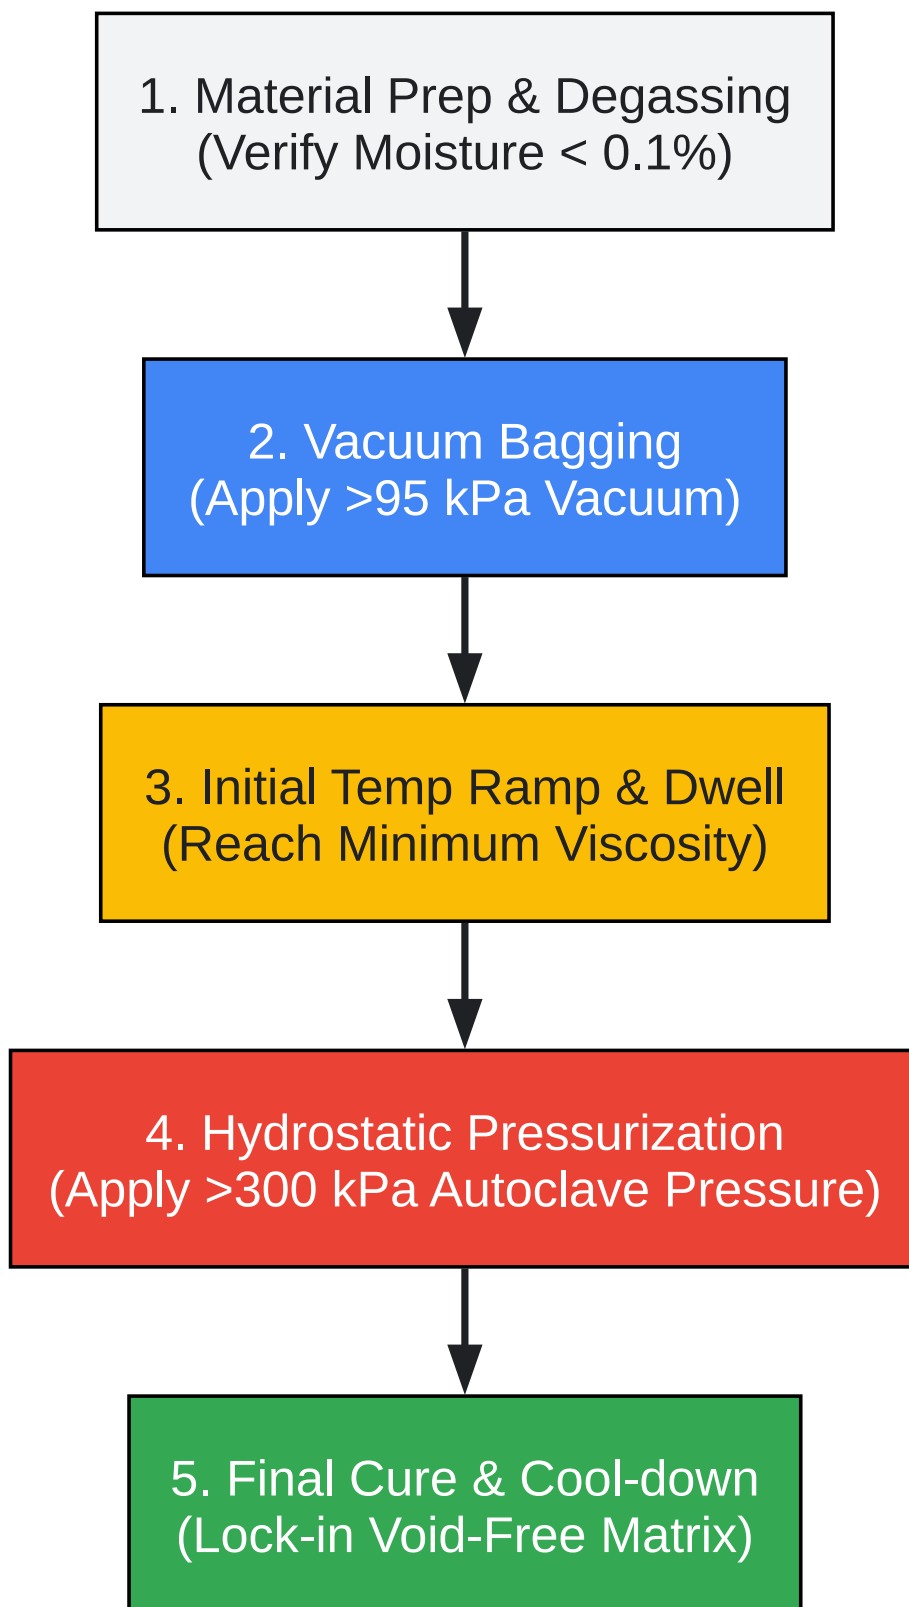 1. Material Prep & Degassing
(Verify Moisture < 0.1%)
2. Vacuum Bagging
(Apply >95 kPa Vacuum)
3. Initial Temp Ramp & Dwell
(Reach Minimum Viscosity)
4. Hydrostatic Pressurization
(Apply >300 kPa Autoclave Pressure)
5. Final Cure & Cool-down
(Lock-in Void-Free Matrix)